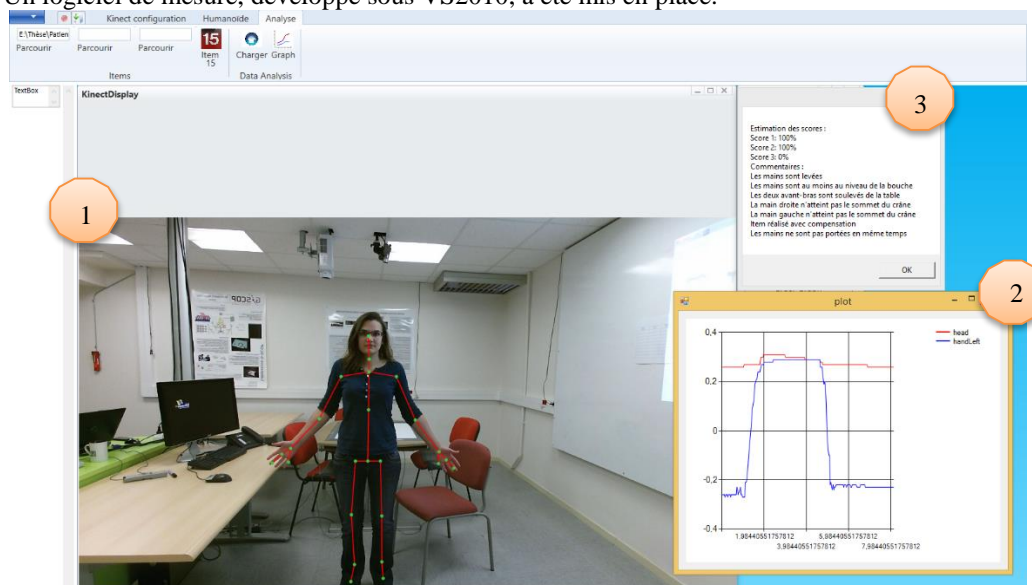 Un logiciel de mesure, développé sous VS2010, a été mis en place.
Kinect configuration Humanoïde Analyse
E:\Thèse\Patien
Parcourir Parcourir Parcourir
15
Item
15
Charger Graph
Items Data Analysis
TextBox
KinectDisplay
1
3
Estimation des scores :
Score 1: 100%
Score 2: 100%
Score 3: 0%
Commentaires :
Les mains sont levées
Les mains sont au moins au niveau de la bouche
Les deux avant-bras sont soulevés de la table
La main droite n'atteint pas le sommet du crâne
La main gauche n'atteint pas le sommet du crâne
Item réalisé avec compensation
Les mains ne sont pas portées en même temps
OK
2
plot
head
handLeft
0,4
0,2
0
-0,2
-0,4
1,98440551757812 5,98440551757812
3,98440551757812 7,98440551757812